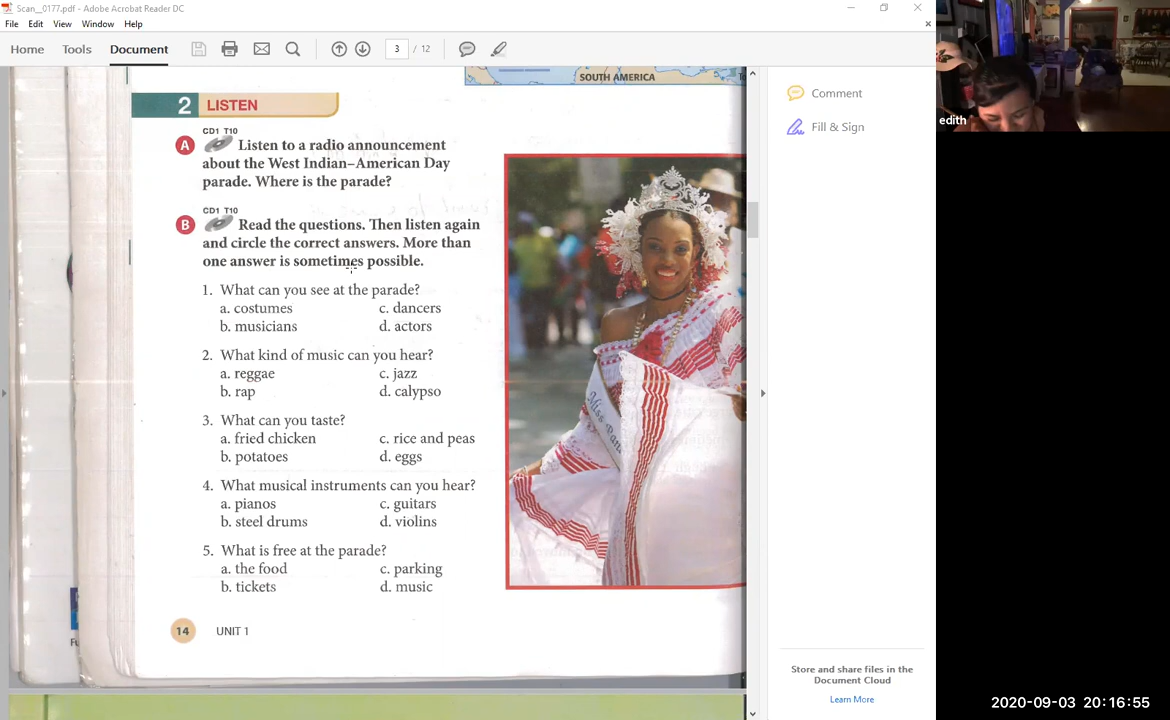 Scan__0177.pdf - Adobe Acrobat Reader DC
File Edit View Window Help
Home Tools Document 3 / 12
SOUTH AMERICA
2 LISTEN
CD1 T10
A Listen to a radio announcement
about the West Indian–American Day
parade. Where is the parade?
CD1 T10
B Read the questions. Then listen again
and circle the correct answers. More than
one answer is sometimes possible.
1. What can you see at the parade?
a. costumes c. dancers
b. musicians d. actors
2. What kind of music can you hear?
a. reggae c. jazz
b. rap d. calypso
3. What can you taste?
a. fried chicken c. rice and peas
b. potatoes d. eggs
4. What musical instruments can you hear?
a. pianos c. guitars
b. steel drums d. violins
5. What is free at the parade?
a. the food c. parking
b. tickets d. music
14 UNIT 1
Miss Pan
Comment
Fill & Sign
Store and share files in the
Document Cloud
Learn More
edith
2020-09-03 20:16:55